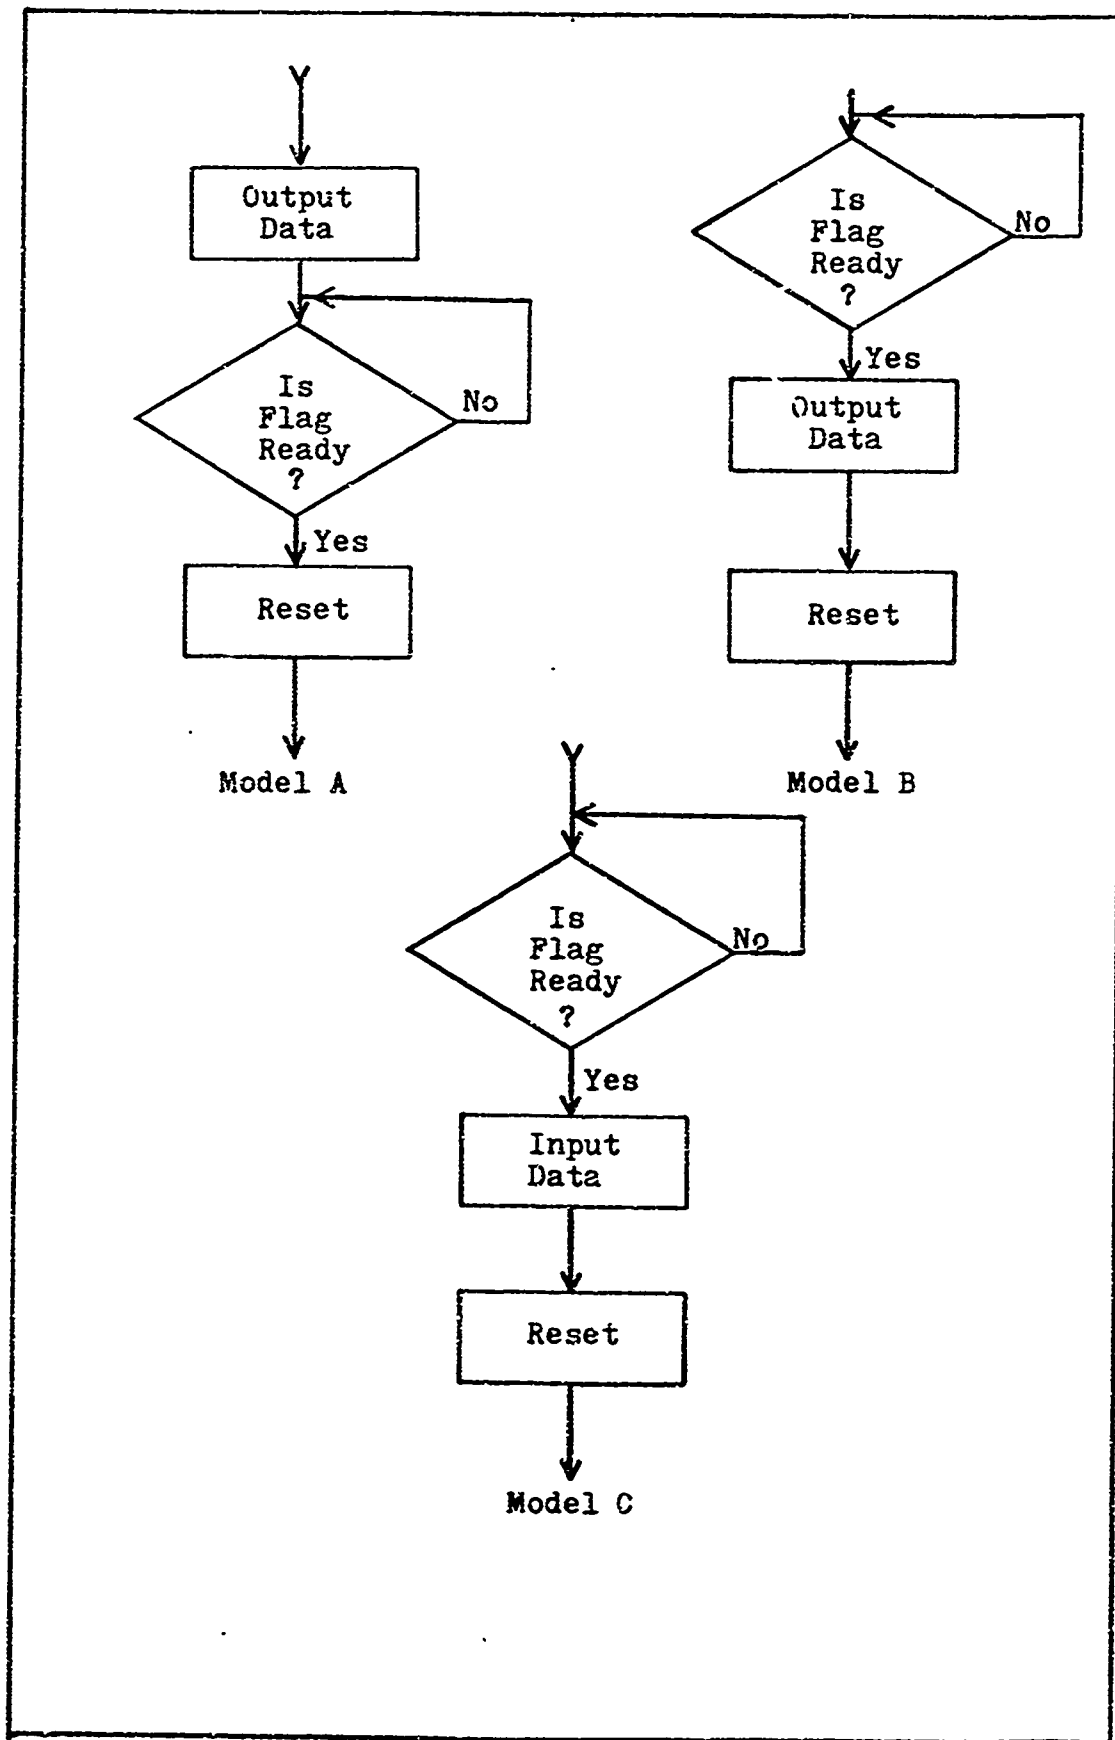 Output
Data
Is
Flag
Ready
?
No
Yes
Reset
Model A
Is
Flag
Ready
?
No
Yes
Output
Data
Reset
Model B
Is
Flag
Ready
?
No
Yes
Input
Data
Reset
Model C